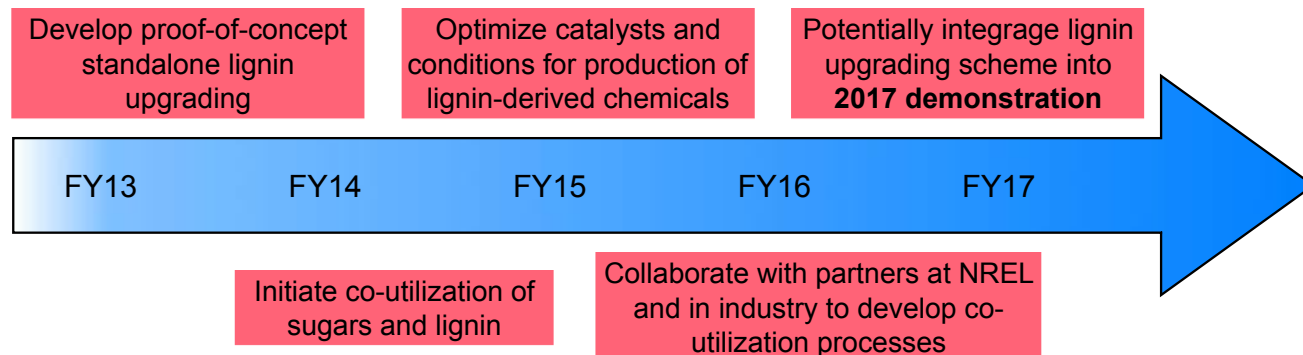 Develop proof-of-concept
standalone lignin
upgrading
Optimize catalysts and
conditions for production of
lignin-derived chemicals
Potentially integrage lignin
upgrading scheme into
2017 demonstration
FY13
FY14
FY15
FY16
FY17
Initiate co-utilization of
sugars and lignin
Collaborate with partners at NREL
and in industry to develop co-
utilization processes